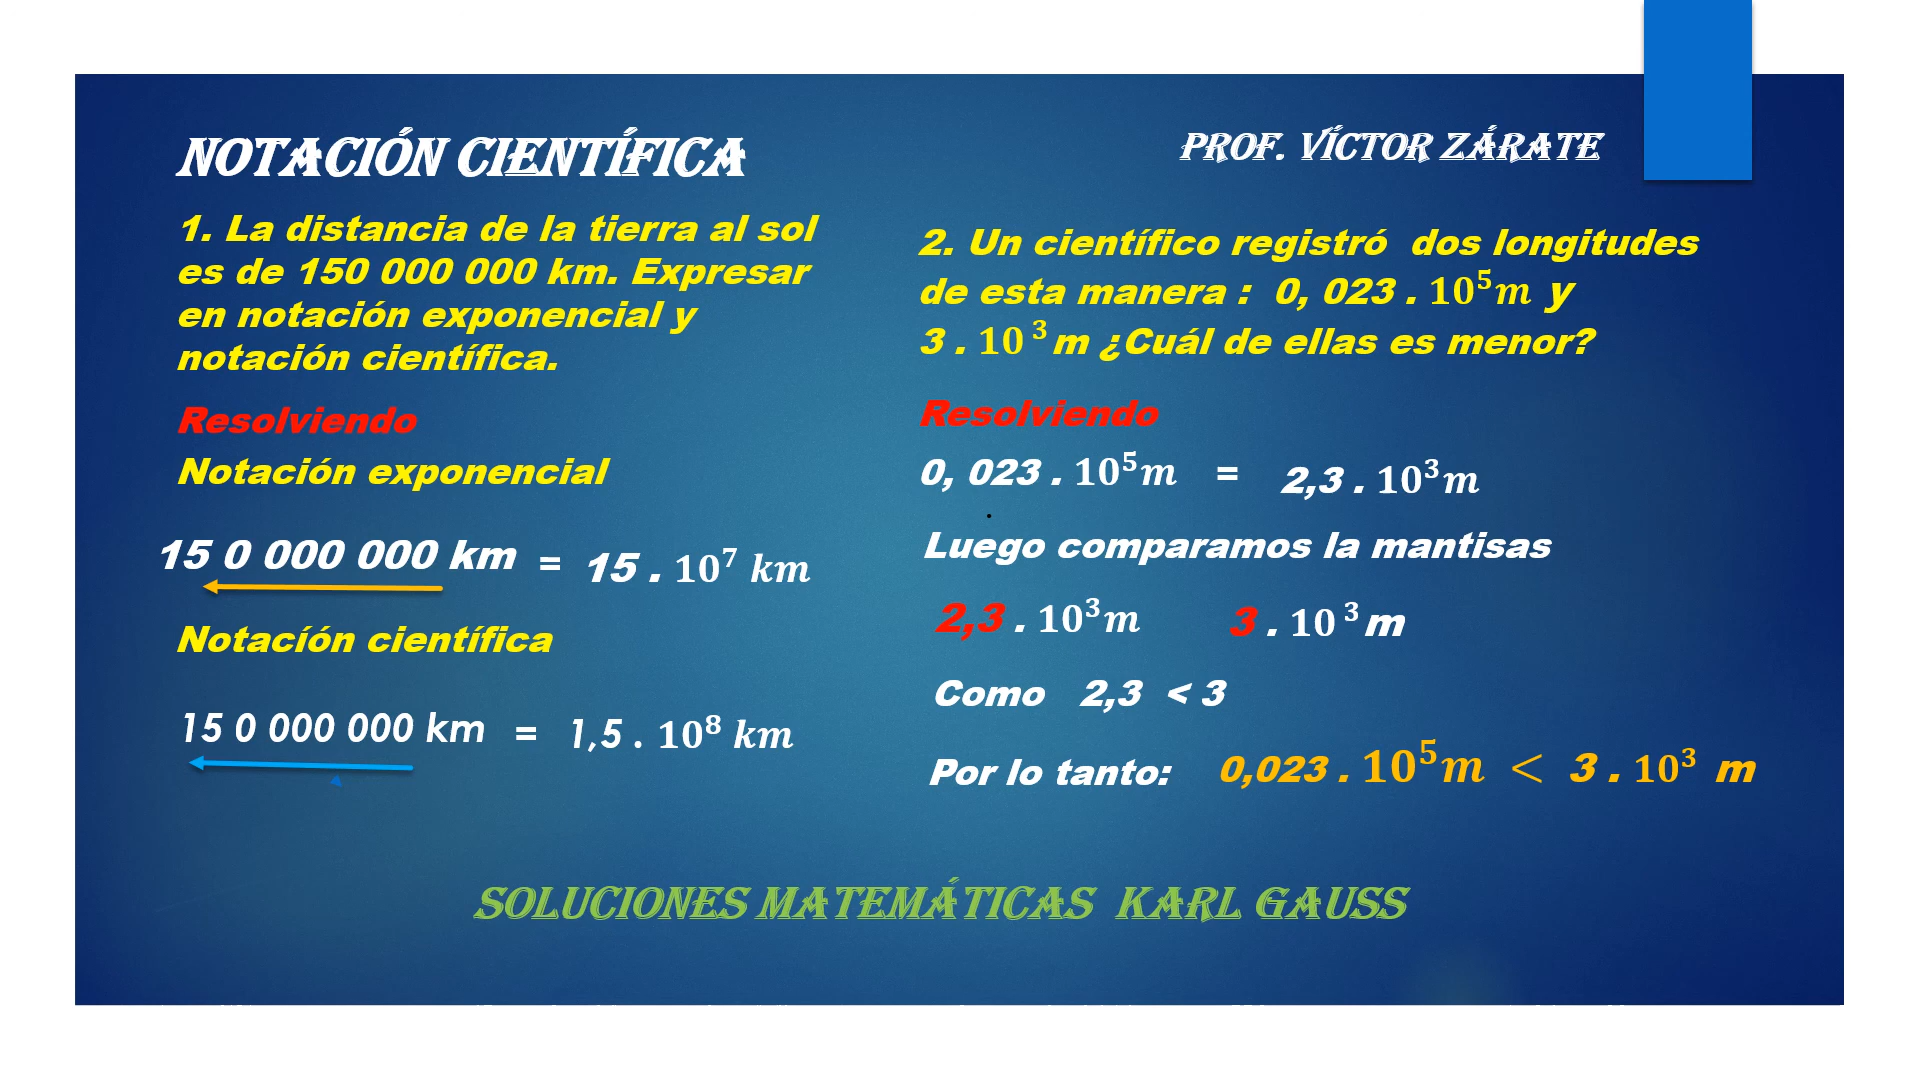 NOTACIÓN CIENTÍFICA
PROF. VÍCTOR ZÁRATE
1. La distancia de la tierra al sol
es de 150 000 000 km. Expresar
en notación exponencial y
notación científica.
Resolviendo
Notación exponencial
15 0 000 000 km = 15 . 10⁷ km
Notacíón científica
15 0 000 000 km = 1,5 . 10⁸ km
2. Un científico registró dos longitudes
de esta manera : 0, 023 . 10⁵m y
3 . 10 ³ m ¿Cuál de ellas es menor?
Resolviendo
0, 023 . 10⁵m = 2,3 . 10³m
.
Luego comparamos la mantisas
2,3 . 10³m 3 . 10 ³ m
Como 2,3 < 3
Por lo tanto: 0,023 . 10⁵m < 3 . 10³ m
SOLUCIONES MATEMÁTICAS KARL GAUSS